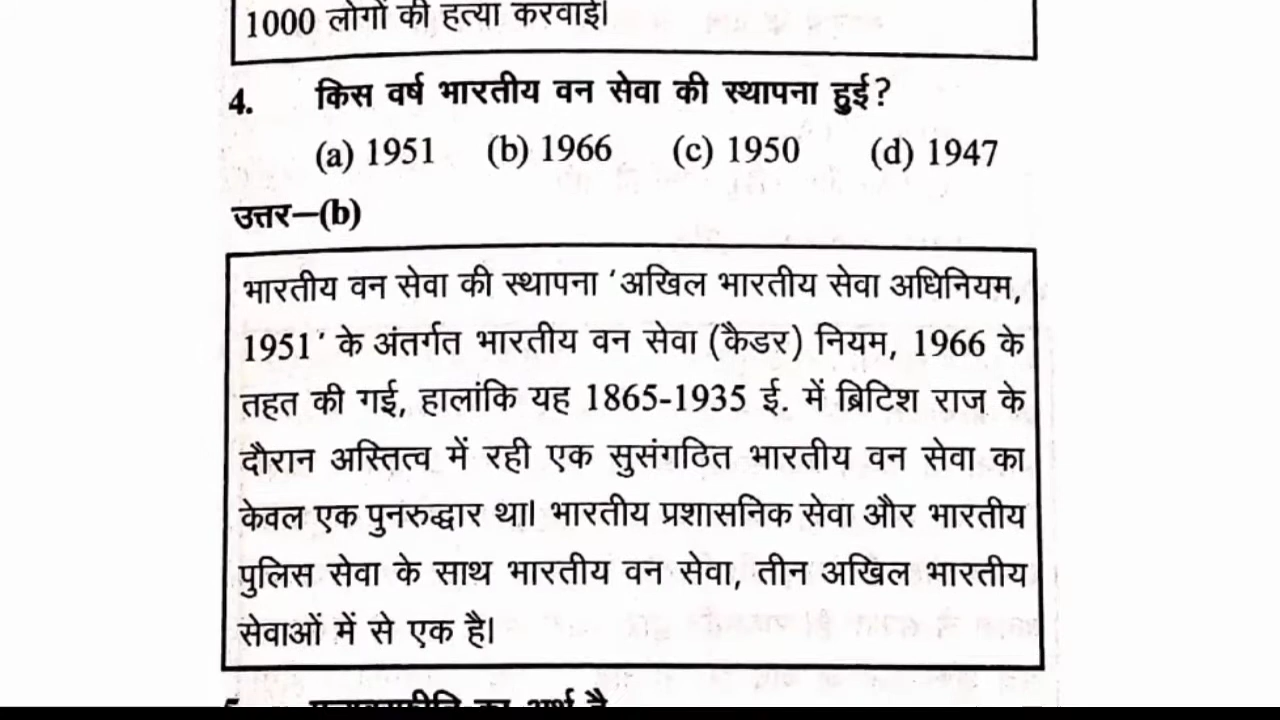 1000 लोगों की हत्या करवाई।
4. किस वर्ष भारतीय वन सेवा की स्थापना हुई?
(a) 1951 (b) 1966 (c) 1950 (d) 1947
उत्तर–(b)
भारतीय वन सेवा की स्थापना 'अखिल भारतीय सेवा अधिनियम,
1951' के अंतर्गत भारतीय वन सेवा (कैडर) नियम, 1966 के
तहत की गई, हालांकि यह 1865-1935 ई. में ब्रिटिश राज के
दौरान अस्तित्व में रही एक सुसंगठित भारतीय वन सेवा का
केवल एक पुनरुद्धार था। भारतीय प्रशासनिक सेवा और भारतीय
पुलिस सेवा के साथ भारतीय वन सेवा, तीन अखिल भारतीय
सेवाओं में से एक है।
का अर्थ है